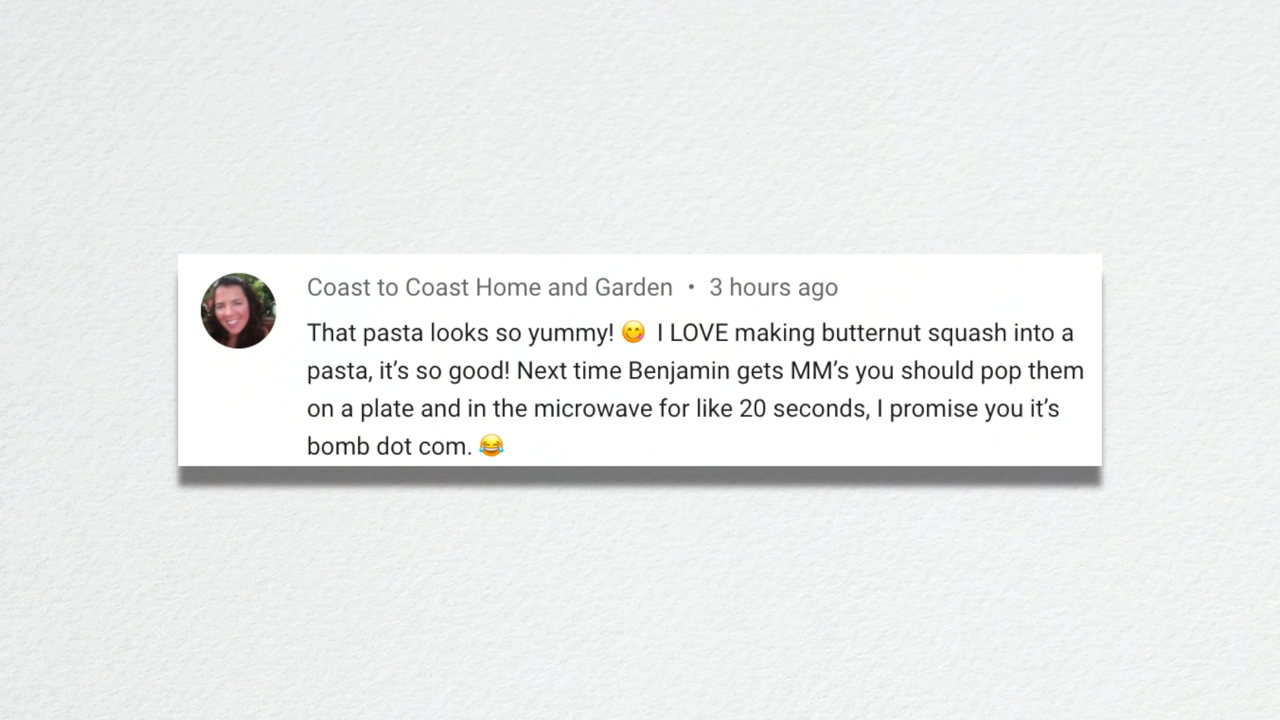 Coast to Coast Home and Garden • 3 hours ago
That pasta looks so yummy! 😋 I LOVE making butternut squash into a
pasta, it’s so good! Next time Benjamin gets MM’s you should pop them
on a plate and in the microwave for like 20 seconds, I promise you it’s
bomb dot com. 😂